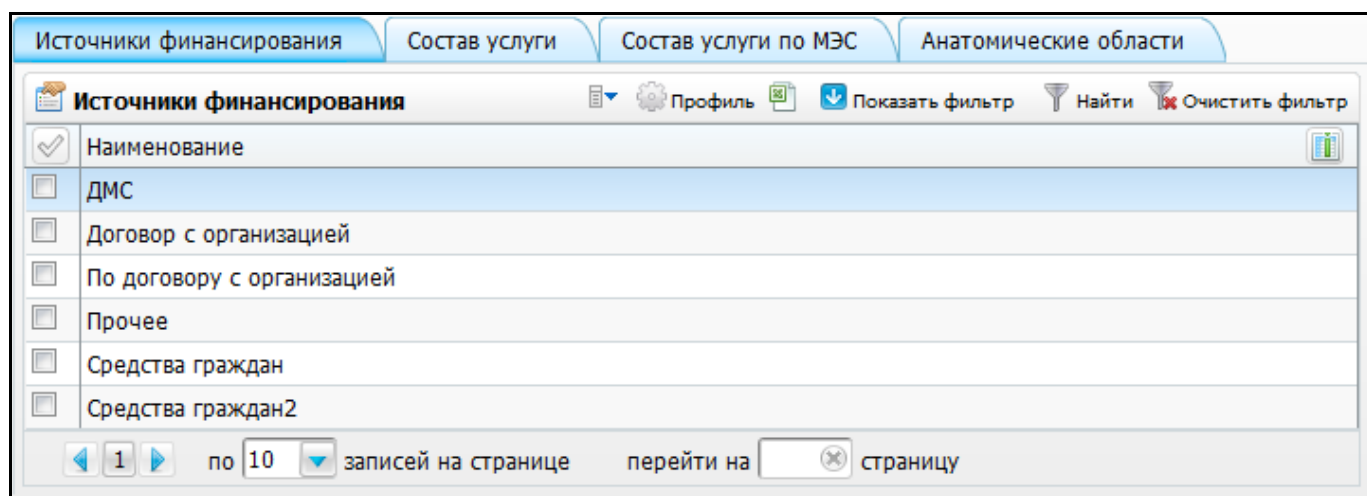 Источники финансирования Состав услуги Состав услуги по МЭС Анатомические области
Источники финансирования Профиль Показать фильтр Найти Очистить фильтр
Наименование
ДМС
Договор с организацией
По договору с организацией
Прочее
Средства граждан
Средства граждан2
1 по 10 записей на странице перейти на страницу